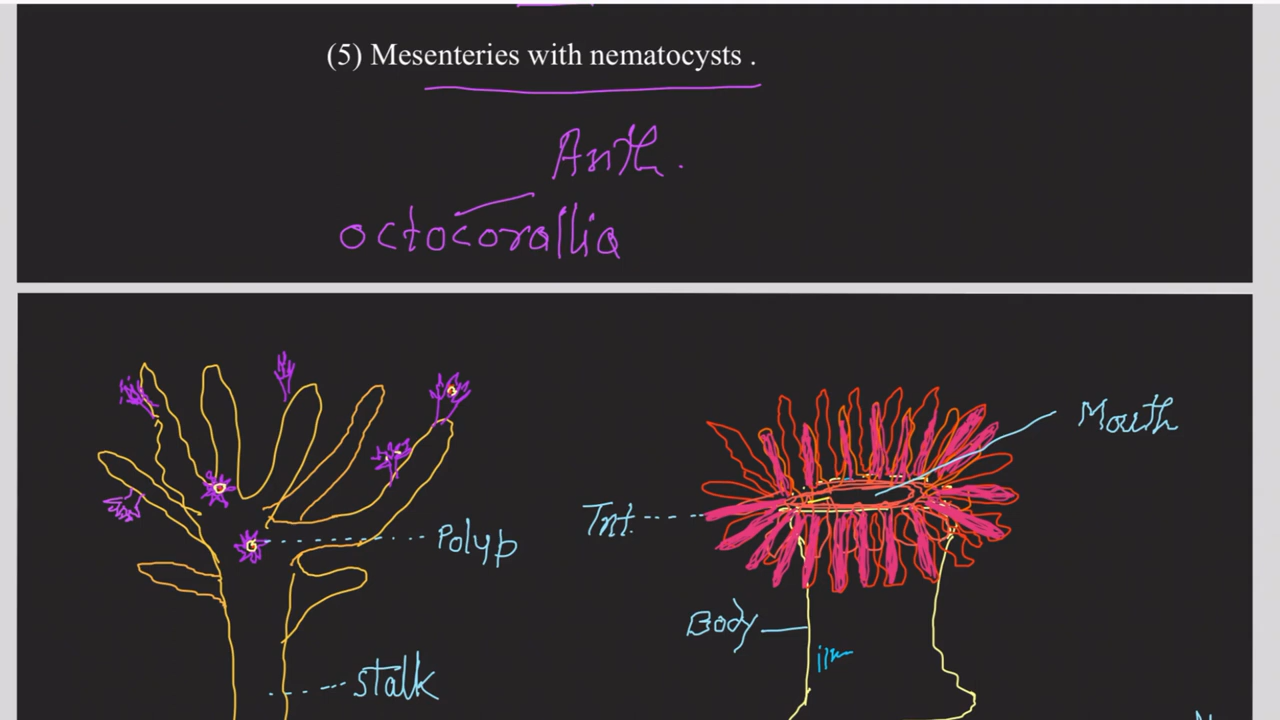 (5) Mesenteries with nematocysts .
Anth.
octocorallia
Polyp
Stalk
Mouth
Tnt.
Body